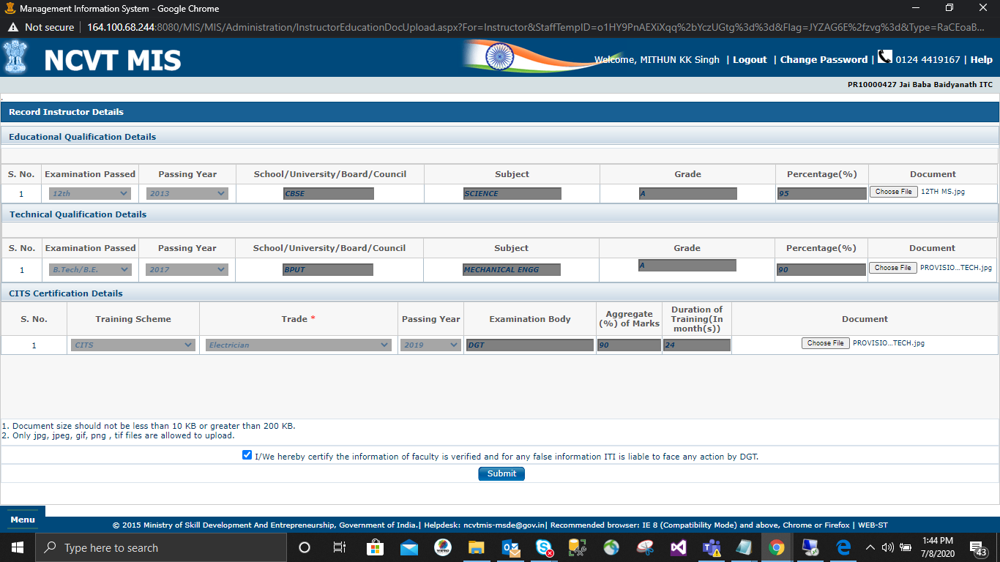 Management Information System - Google Chrome
Not secure | 164.100.68.244:8080/MIS/MIS/Administration/InstructorEducationDocUpload.aspx?For=Instructor&StaffTempID=o1HY9PnAEXiXqq%2bYczUGtg%3d%3d&Flag=JYZAG6E%2fzvg%3d&Type=RaCEoaB...
NCVT MIS
Welcome, MITHUN KK Singh | Logout | Change Password | 0124 4419167 | Help
PR10000427 Jai Baba Baidyanath ITC
Record Instructor Details
Educational Qualification Details
S. No. Examination Passed Passing Year School/University/Board/Council Subject Grade Percentage(%) Document
1 12th 2013 CBSE SCIENCE A 95 Choose File 12TH MS.jpg
Technical Qualification Details
S. No. Examination Passed Passing Year School/University/Board/Council Subject Grade Percentage(%) Document
1 B.Tech/B.E. 2017 BPUT MECHANICAL ENGG A 90 Choose File PROVISIO...TECH.jpg
CITS Certification Details
S. No. Training Scheme Trade * Passing Year Examination Body Aggregate (%) of Marks Duration of Training(In month(s)) Document
1 CITS Electrician 2019 DGT 90 24 Choose File PROVISIO...TECH.jpg
1. Document size should not be less than 10 KB or greater than 200 KB.
2. Only jpg, jpeg, gif, png , tif files are allowed to upload.
I/We hereby certify the information of faculty is verified and for any false information ITI is liable to face any action by DGT.
Submit
Menu
© 2015 Ministry of Skill Development And Entrepreneurship, Government of India.| Helpdesk: ncvtmis-msde@gov.in| Recommended browser: IE 8 (Compatibility Mode) and above, Chrome or Firefox | WEB-ST
Type here to search
1:44 PM
7/8/2020
43